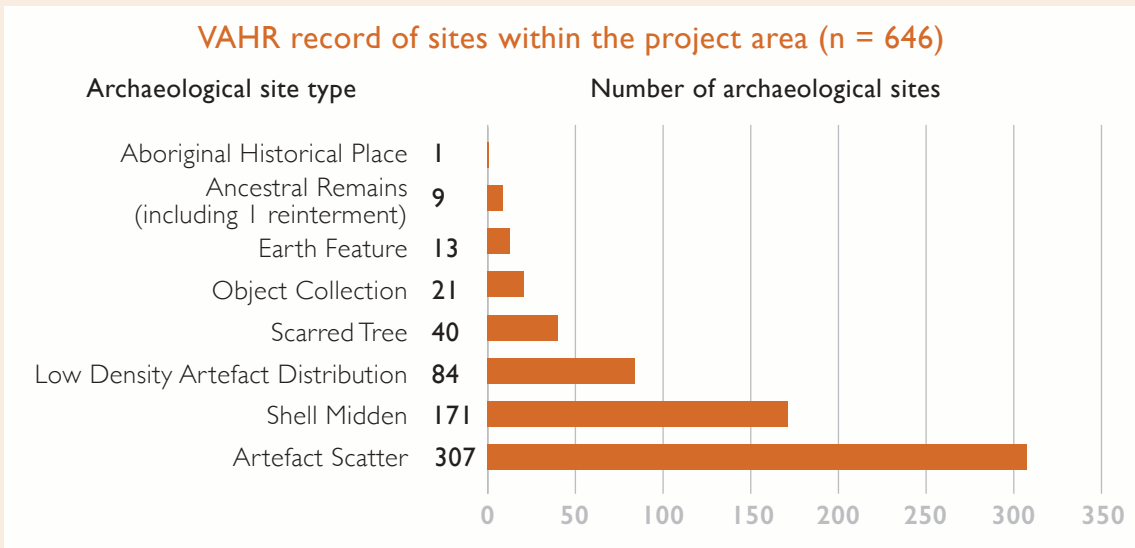 VAHR record of sites within the project area (n = 646)
Archaeological site type Number of archaeological sites
Aboriginal Historical Place 1
Ancestral Remains
(including 1 reinterment) 9
Earth Feature 13
Object Collection 21
Scarred Tree 40
Low Density Artefact Distribution 84
Shell Midden 171
Artefact Scatter 307
0 50 100 150 200 250 300 350